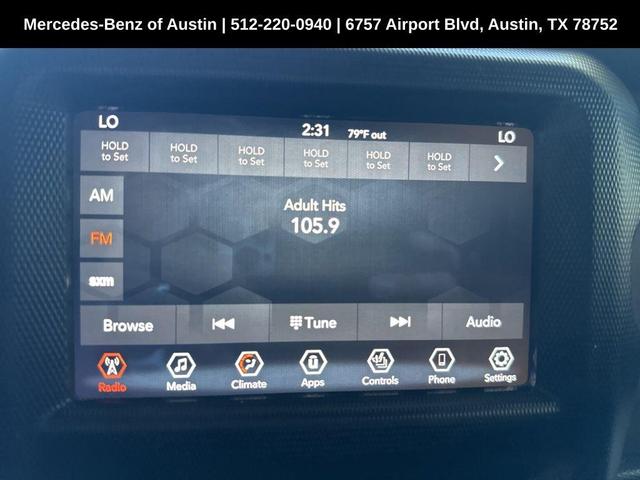 Mercedes-Benz of Austin | 512-220-0940 | 6757 Airport Blvd, Austin, TX 78752
LO 2:31 79°F out LO
HOLD to Set HOLD to Set HOLD to Set HOLD to Set HOLD to Set HOLD to Set
AM
Adult Hits
105.9
FM
sxm
Browse Tune Audio
Radio Media Climate Apps Controls Phone Settings